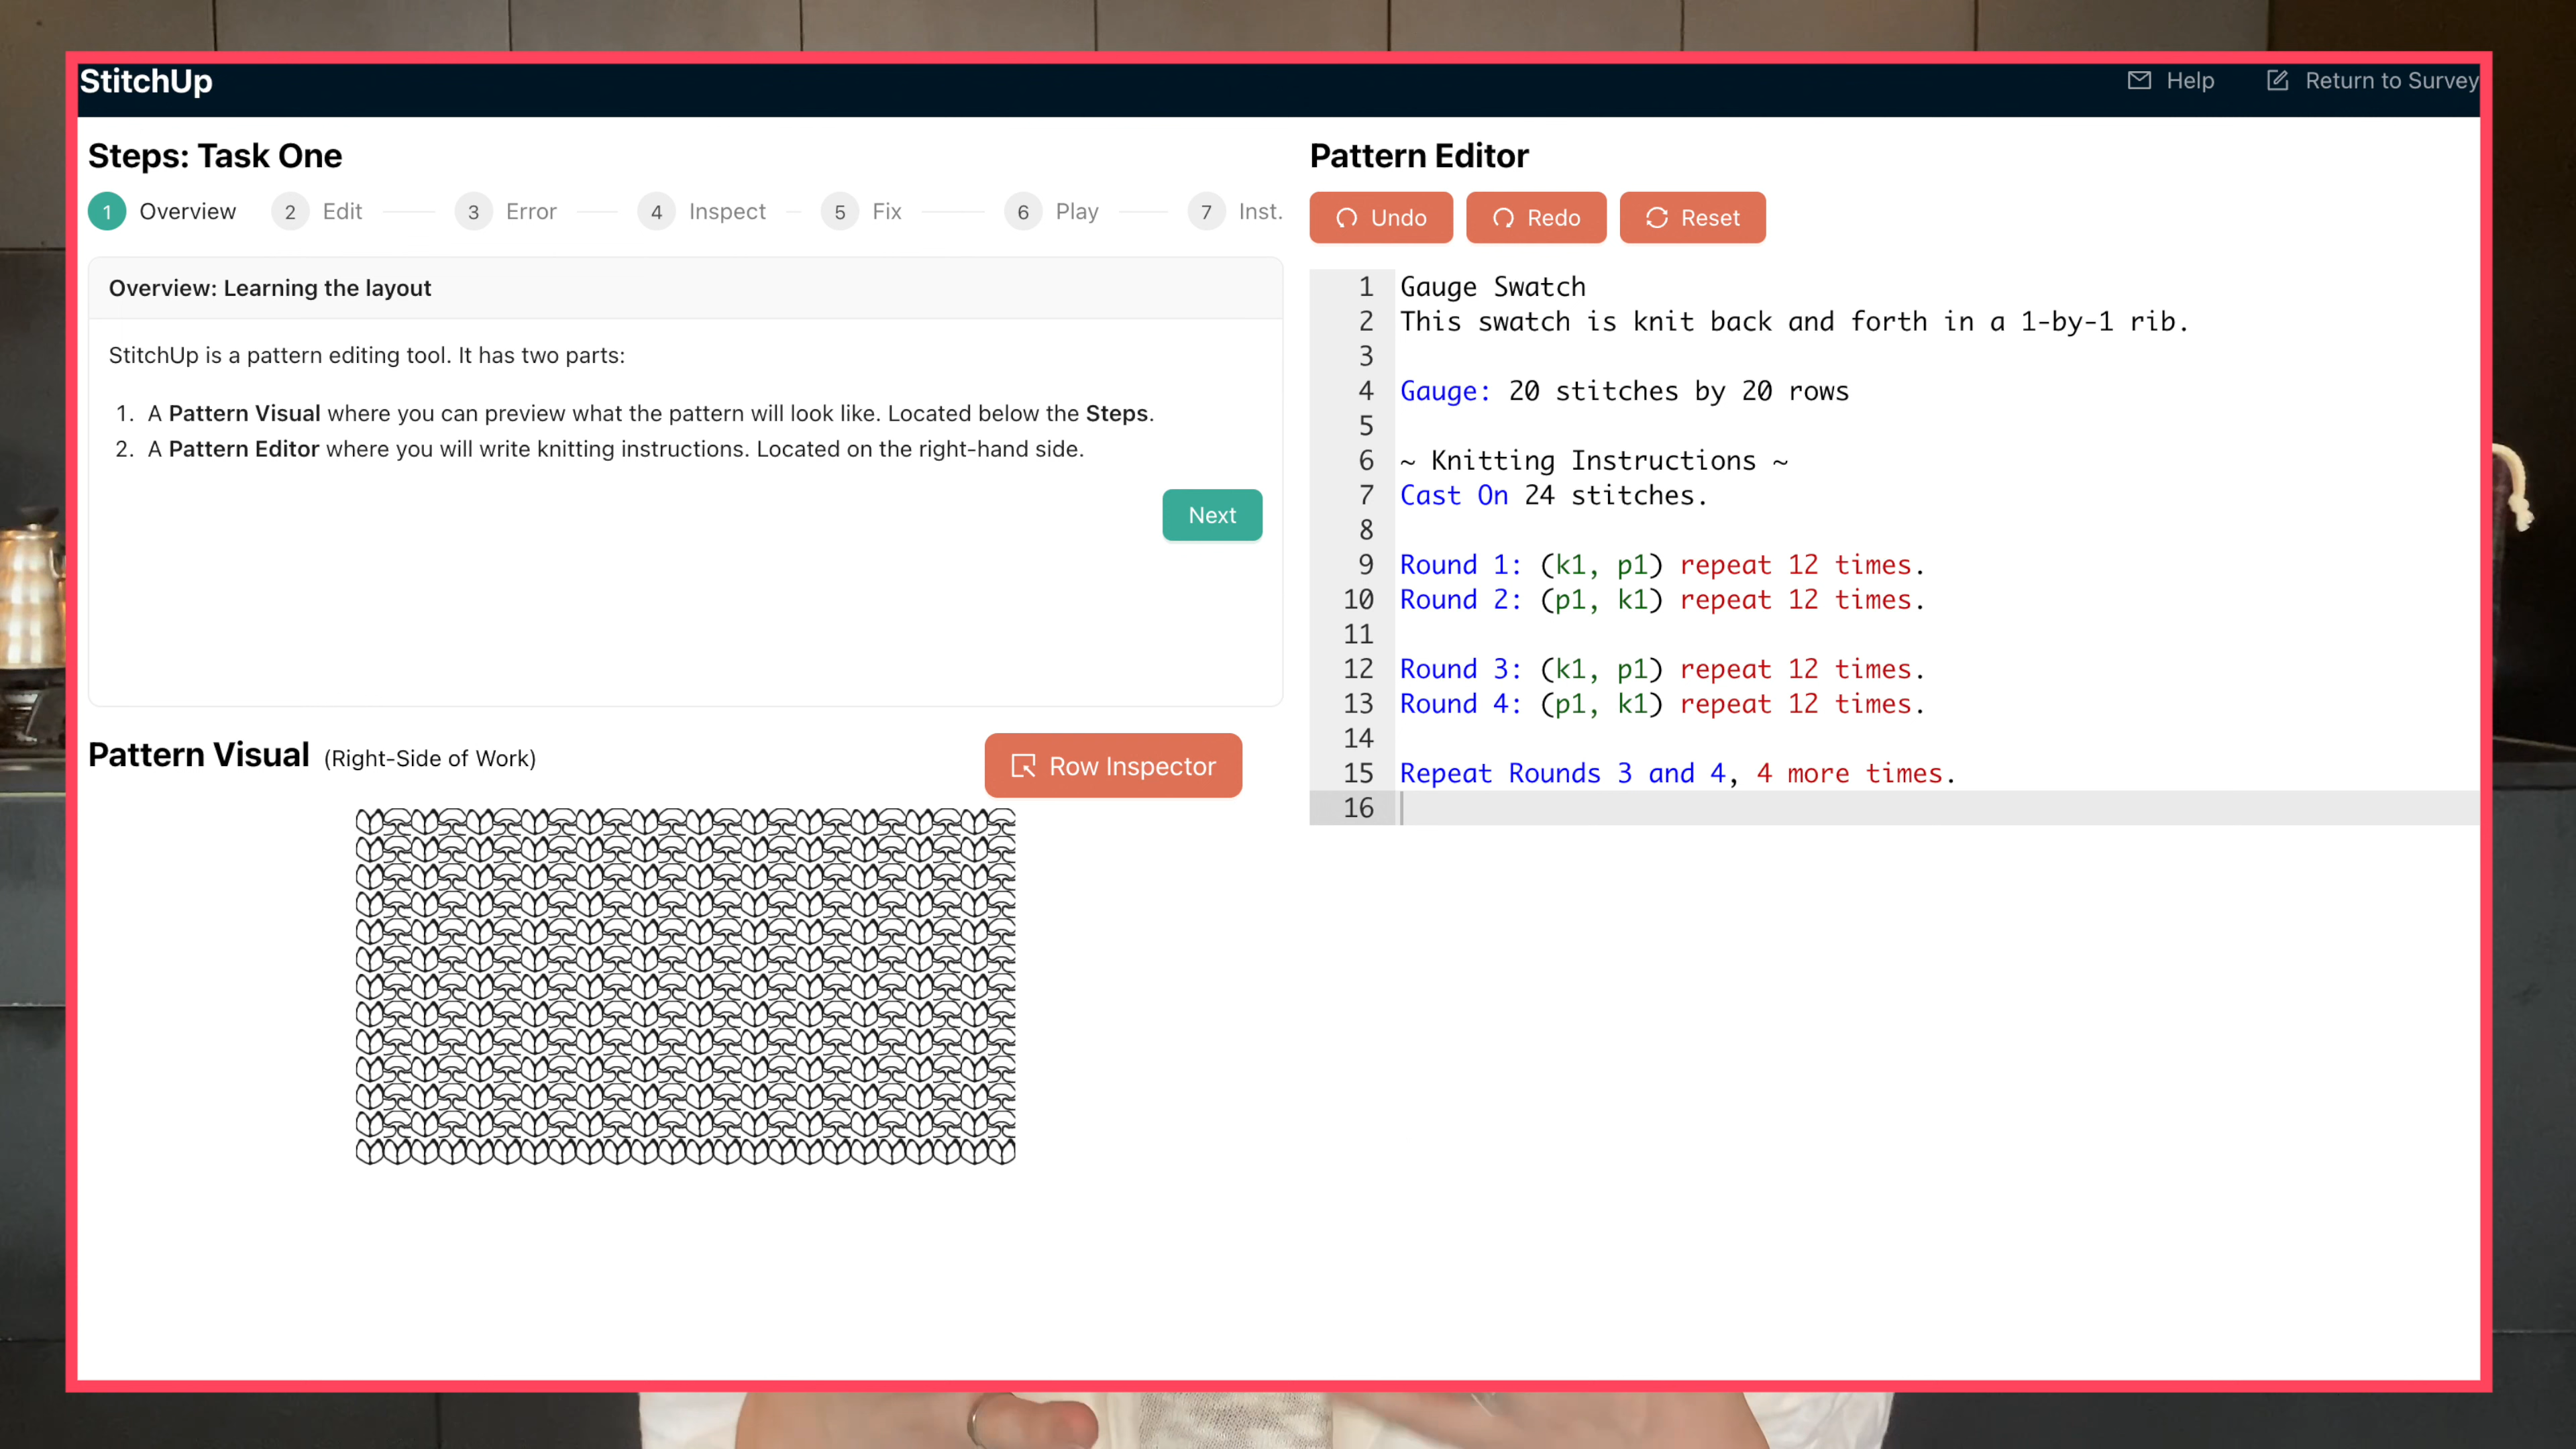 StitchUp
Help
Return to Survey
Steps: Task One
1 Overview
2 Edit
3 Error
4 Inspect
5 Fix
6 Play
7 Inst.
Overview: Learning the layout
StitchUp is a pattern editing tool. It has two parts:
1. A Pattern Visual where you can preview what the pattern will look like. Located below the Steps.
2. A Pattern Editor where you will write knitting instructions. Located on the right-hand side.
Next
Pattern Visual (Right-Side of Work)
Row Inspector
Pattern Editor
Undo
Redo
Reset
1 Gauge Swatch
2 This swatch is knit back and forth in a 1-by-1 rib.
3
4 Gauge: 20 stitches by 20 rows
5
6 ~ Knitting Instructions ~
7 Cast On 24 stitches.
8
9 Round 1: (k1, p1) repeat 12 times.
10 Round 2: (p1, k1) repeat 12 times.
11
12 Round 3: (k1, p1) repeat 12 times.
13 Round 4: (p1, k1) repeat 12 times.
14
15 Repeat Rounds 3 and 4, 4 more times.
16